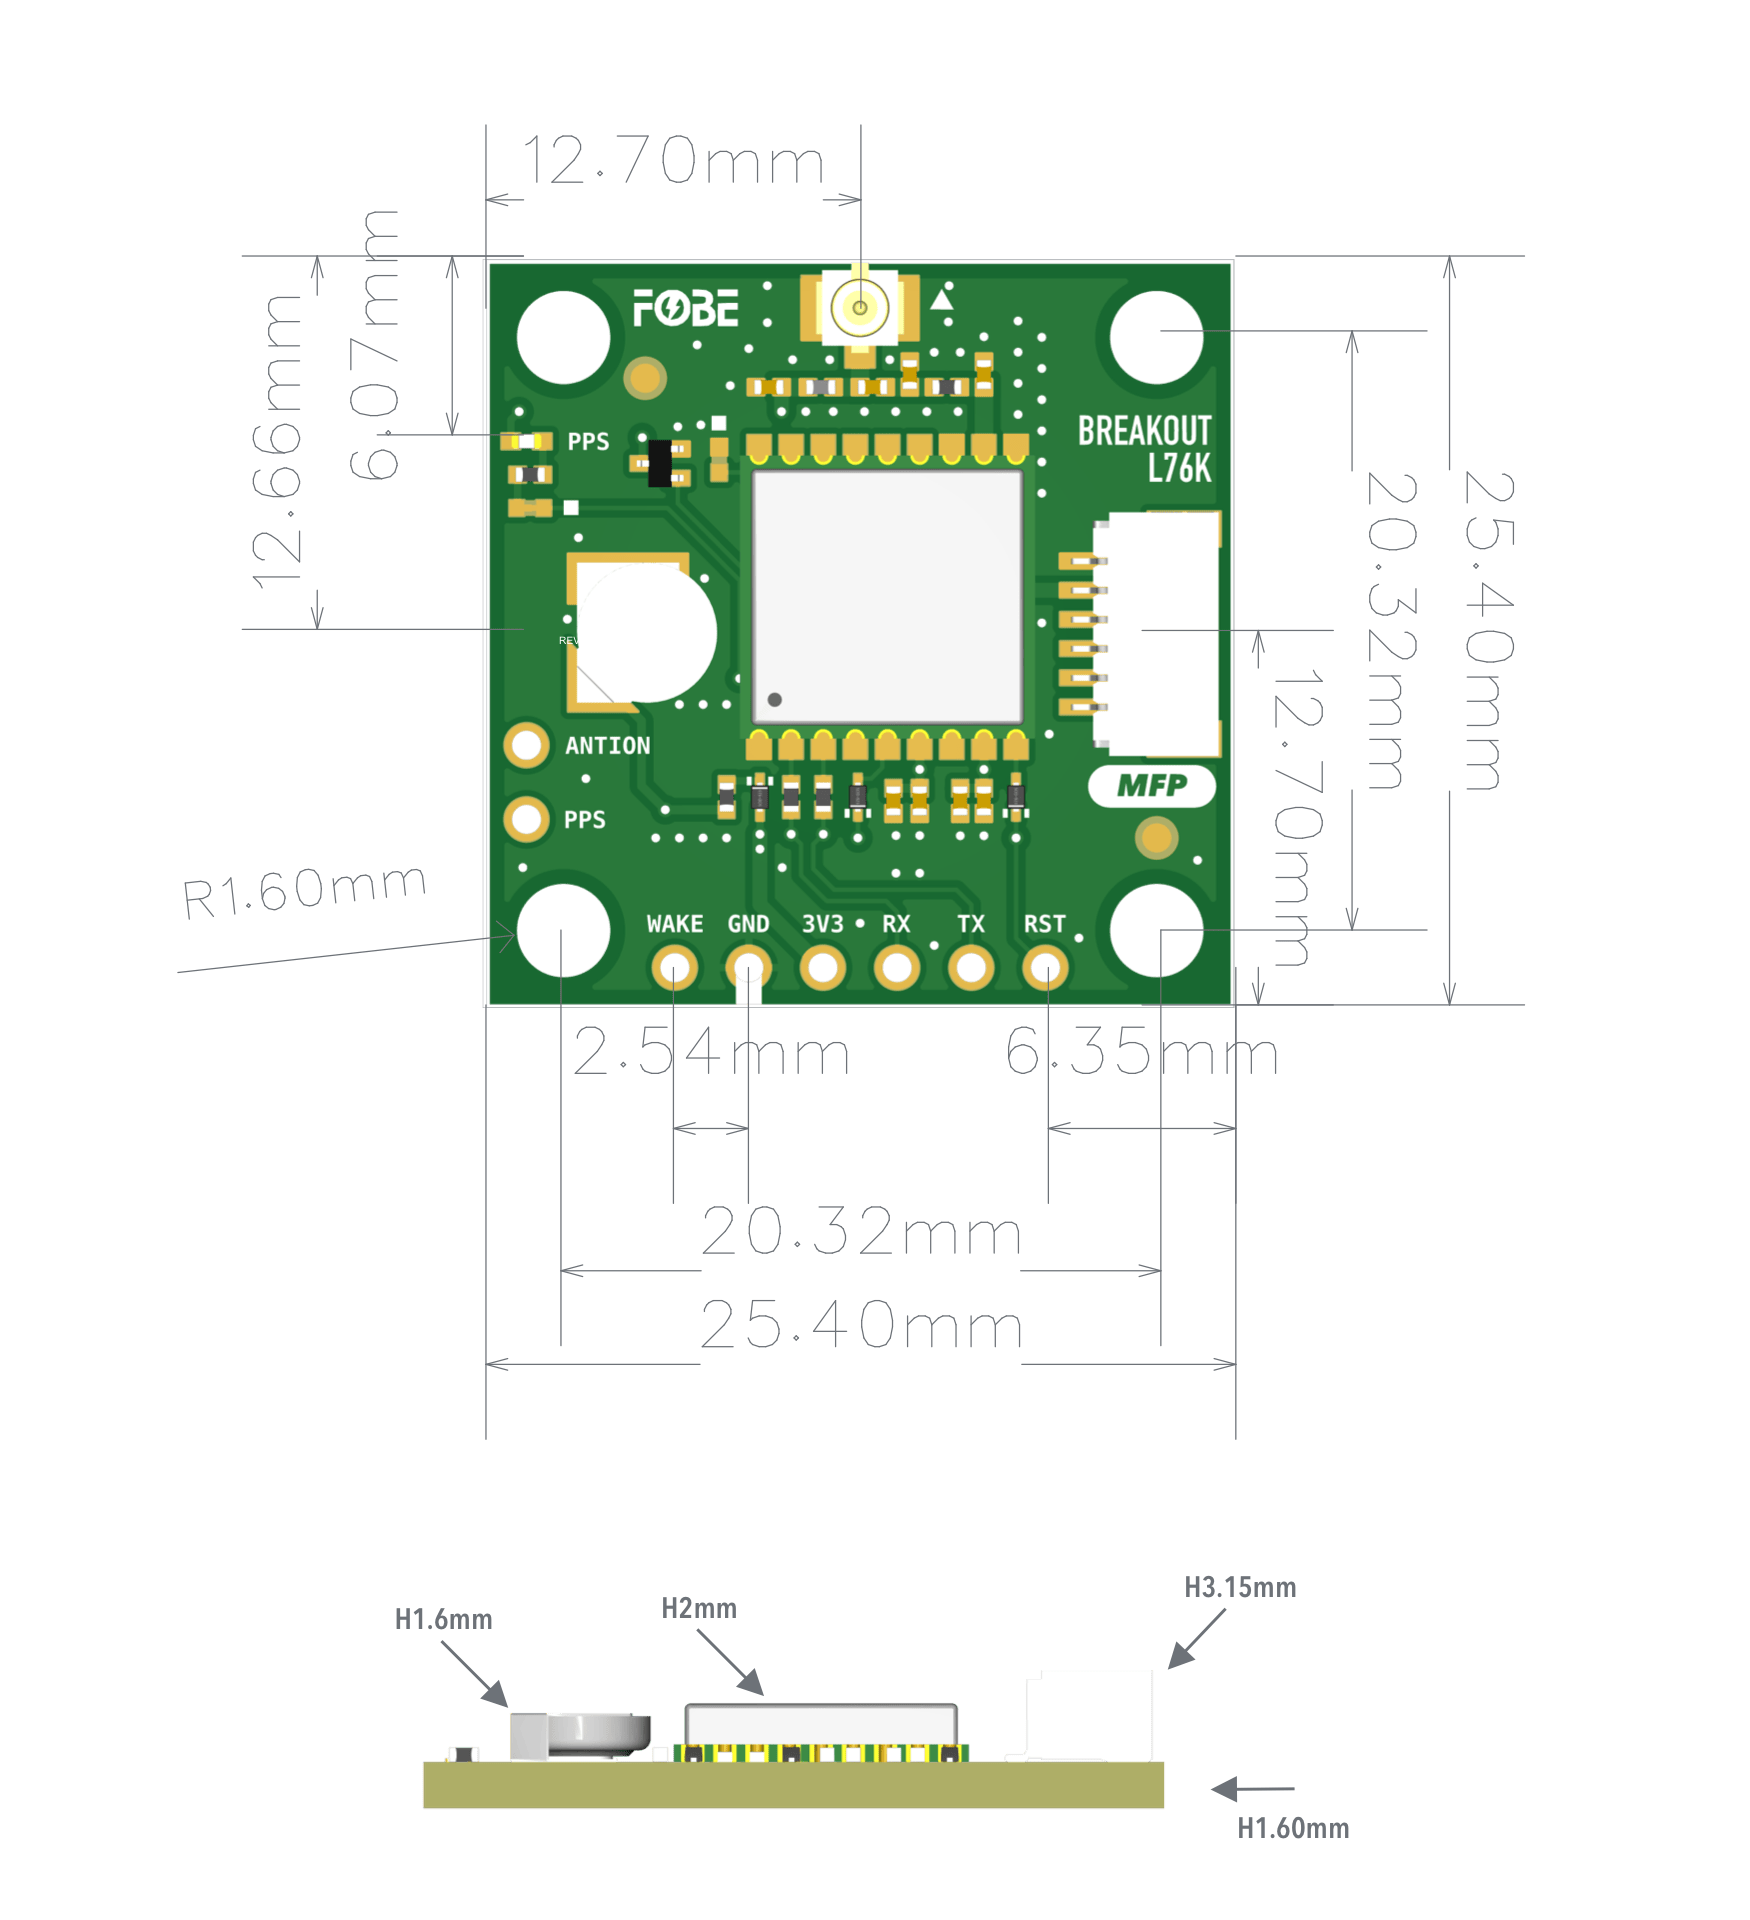 12.70mm
6.07mm
12.66mm
FOBE
PPS
BREAKOUT
L76K
25.40mm
20.32mm
12.70mm
REV
ANTION
MFP
PPS
R1.60mm
WAKE GND 3V3 RX TX RST
2.54mm
6.35mm
20.32mm
25.40mm
H3.15mm
H2mm
H1.6mm
H1.60mm